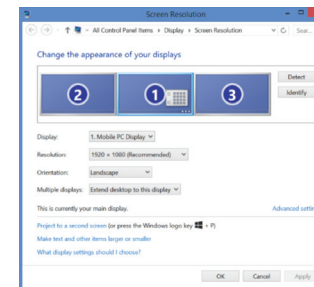 Screen Resolution
All Control Panel Items › Display › Screen Resolution
Sear...
Change the appearance of your displays
2
1
3
Detect
Identify
Display: 1. Mobile PC Display
Resolution: 1920 × 1080 (Recommended)
Orientation: Landscape
Multiple displays: Extend desktop to this display
This is currently your main display.
Advanced settin
Project to a second screen (or press the Windows logo key + P)
Make text and other items larger or smaller
What display settings should I choose?
OK Cancel Apply